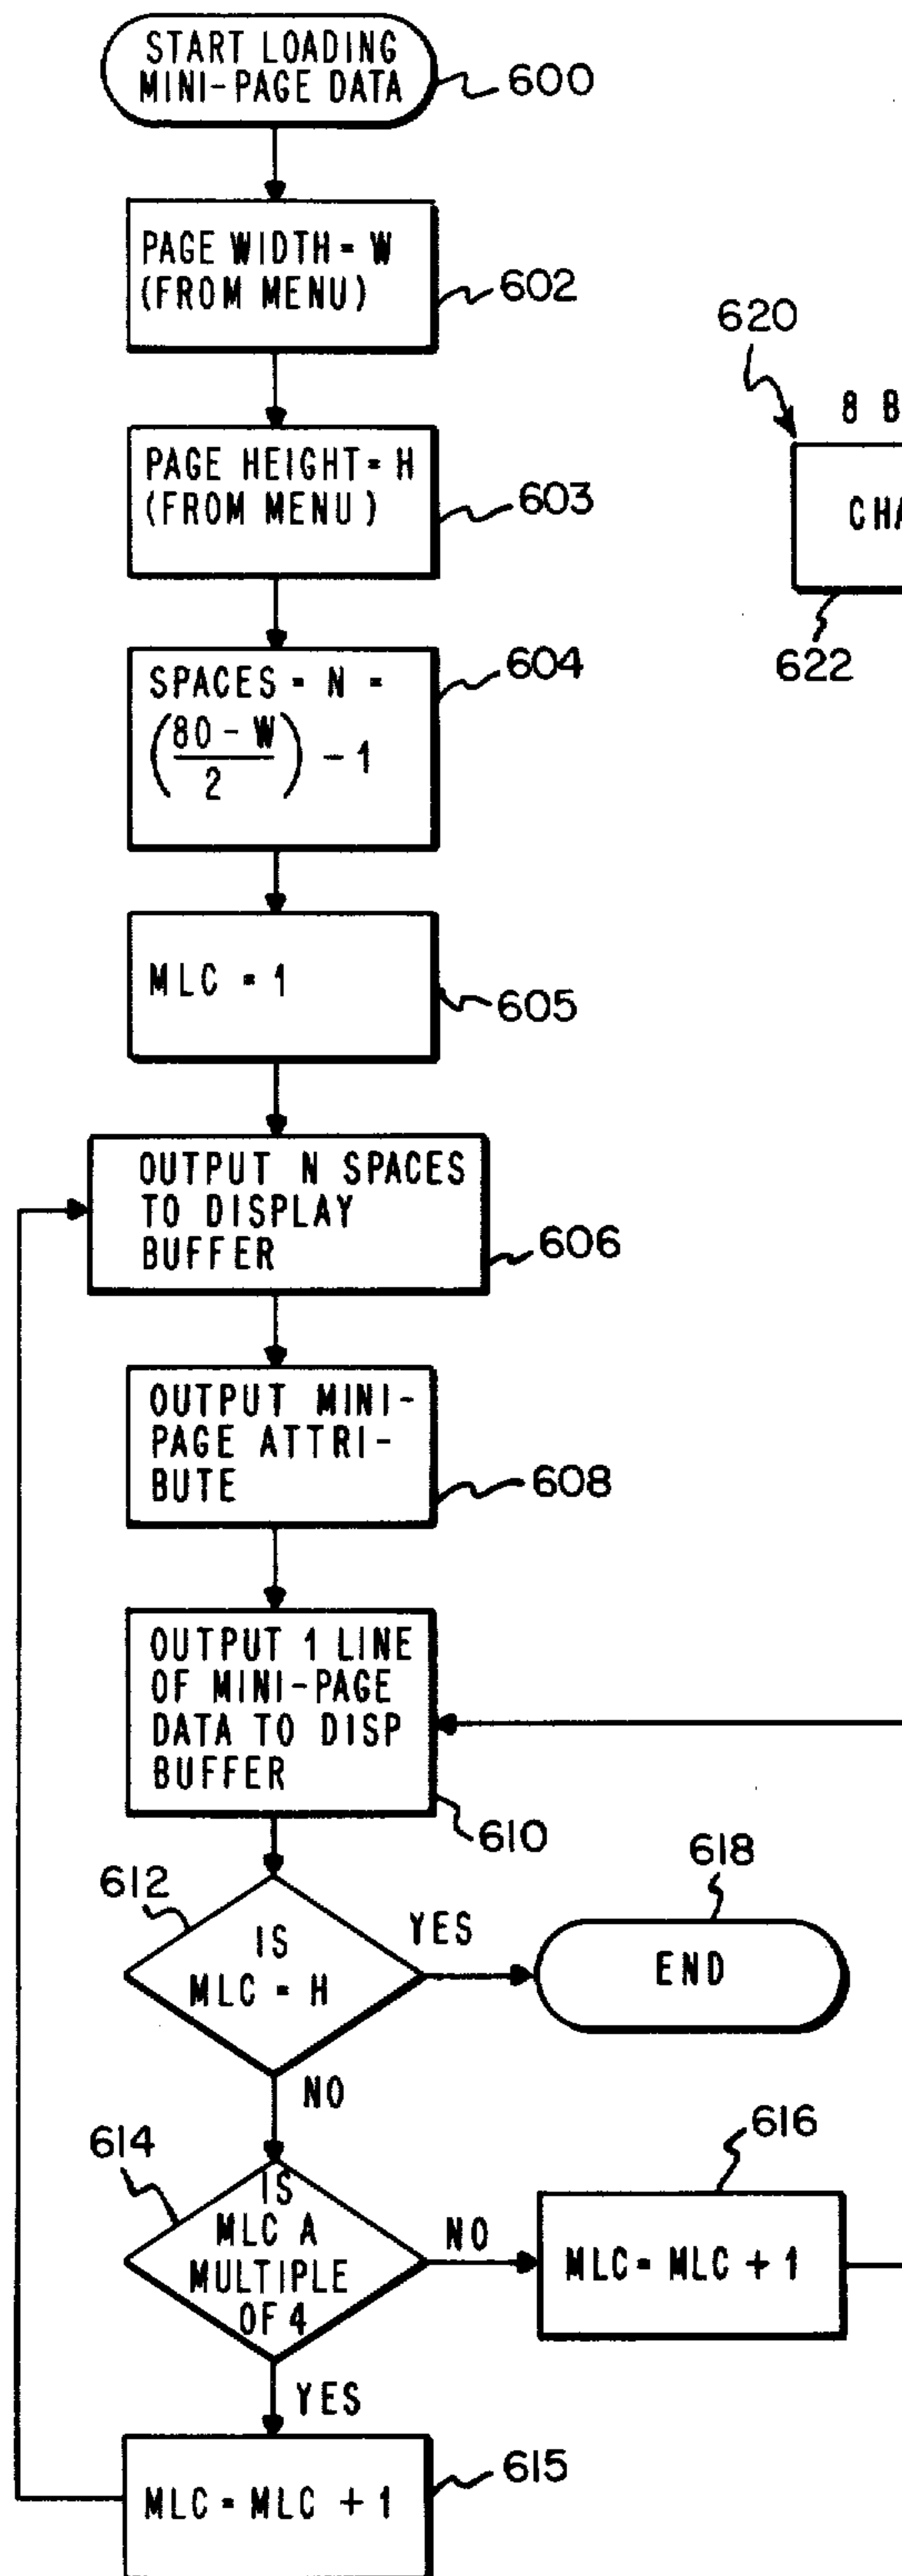 START LOADING
MINI-PAGE DATA
600
PAGE WIDTH = W
(FROM MENU)
602
PAGE HEIGHT = H
(FROM MENU)
603
SPACES = N =
(80 - W / 2) - 1
604
MLC = 1
605
OUTPUT N SPACES
TO DISPLAY
BUFFER
606
OUTPUT MINI-
PAGE ATTRI-
BUTE
608
OUTPUT 1 LINE
OF MINI-PAGE
DATA TO DISP
BUFFER
610
612
IS
MLC = H
YES
618
END
NO
614
IS
MLC A
MULTIPLE
OF 4
NO
616
MLC = MLC + 1
YES
MLC = MLC + 1
615
620
8 B
CHA
622